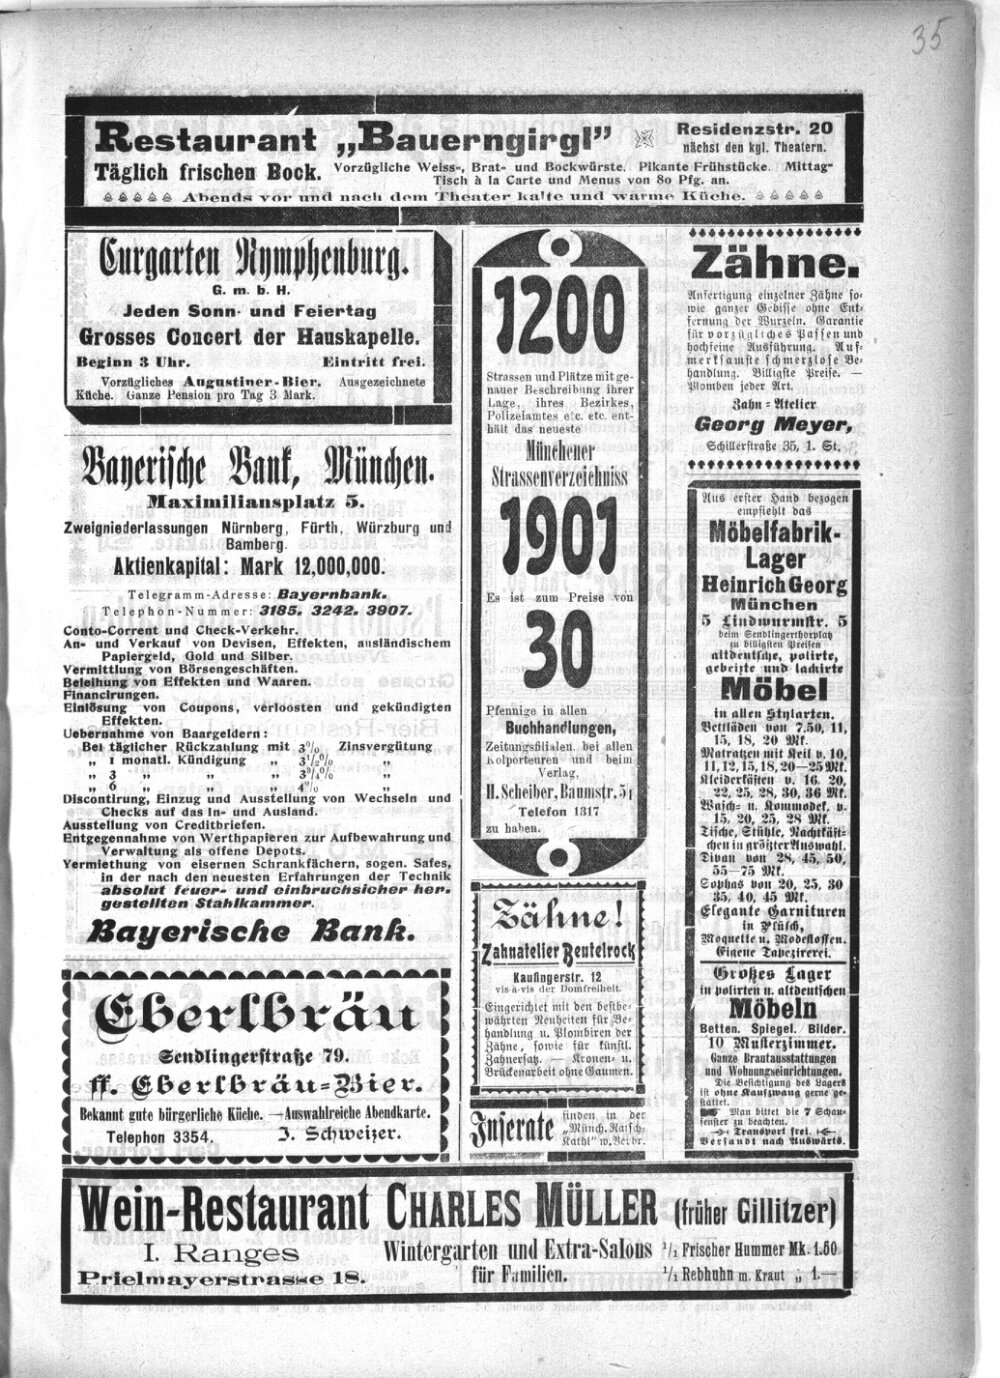 35
Restaurant „Bauerngirgl”
Residenzstr. 20
nächst den kgl. Theatern.
Täglich frischen Bock. Vorzügliche Weiss-, Brat- und Bockwürste. Pikante Frühstücke. Mittag-
Tisch à la Carte und Menus von 80 Pfg. an.
Abends vor und nach dem Theater kalte und warme Küche.
Curgarten Nymphenburg.
G. m. b. H.
Jeden Sonn- und Feiertag
Grosses Concert der Hauskapelle.
Beginn 3 Uhr. Eintritt frei.
Vorzügliches Augustiner-Bier. Ausgezeichnete
Küche. Ganze Pension pro Tag 3 Mark.
Bayerische Bank, München.
Maximiliansplatz 5.
Zweigniederlassungen Nürnberg, Fürth, Würzburg und
Bamberg.
Aktienkapital: Mark 12,000,000.
Telegramm-Adresse: Bayernbank.
Telephon-Nummer: 3185. 3242. 3907.
Conto-Corrent und Check-Verkehr.
An- und Verkauf von Devisen, Effekten, ausländischem
Papiergeld, Gold und Silber.
Vermittlung von Börsengeschäften.
Beleihung von Effekten und Waaren.
Financirungen.
Einlösung von Coupons, verloosten und gekündigten
Effekten.
Uebernahme von Baargeldern:
Bei täglicher Rückzahlung mit 3% Zinsvergütung
„ 1 monatl. Kündigung „ 3½% „
„ 3 „ „ „ 3¾% „
„ 6 „ „ „ 4% „
Discontirung, Einzug und Ausstellung von Wechseln und
Checks auf das In- und Ausland.
Ausstellung von Creditbriefen.
Entgegennahme von Werthpapieren zur Aufbewahrung und
Verwaltung als offene Depots.
Vermiethung von eisernen Schrankfächern, sogen. Safes,
in der nach den neuesten Erfahrungen der Technik
absolut feuer- und einbruchsicher her-
gestellten Stahlkammer.
Bayerische Bank.
Eberlbräu
Sendlingerstraße 79.
ff. Eberlbräu-Bier.
Bekannt gute bürgerliche Küche. — Auswahlreiche Abendkarte.
Telephon 3354. J. Schweizer.
1200
Strassen und Plätze mit ge-
nauer Beschreibung ihrer
Lage, ihres Bezirkes,
Polizeiamtes etc. etc. ent-
hält das neueste
Münchener
Strassenverzeichniss
1901
Es ist zum Preise von
30
Pfennige in allen
Buchhandlungen,
Zeitungsfilialen, bei allen
Kolporteuren und beim
Verlag,
H. Scheiber, Baumstr. 5
Telefon 1317
zu haben.
Zähne!
Zahnatelier Beutelrock
Kaufingerstr. 12
vis-à-vis der Domfreiheit.
Eingerichtet mit den bestbe-
währten Neuheiten für Be-
handlung u. Plombiren der
Zähne, sowie für künstl.
Zahnersatz. — Kronen- u.
Brückenarbeit ohne Gaumen.
Inserate
finden in der
„Münch. Ratsch-
Kathl" w. Verbr.
Zähne.
Anfertigung einzelner Zähne so-
wie ganzer Gebisse ohne Ent-
fernung der Wurzeln. Garantie
für vorzügliches Passen und
hochfeine Ausführung. Auf-
merksamste schmerzlose Be-
handlung. Billigste Preise. —
Plomben jeder Art.
Zahn-Atelier
Georg Meyer,
Schillerstraße 35, 1. St.
Aus erster Hand bezogen
empfiehlt das
Möbelfabrik-
Lager
Heinrich Georg
München
5 Lindwurmstr. 5
beim Sendlingerthorplatz
zu billigsten Preisen
altdeutsche, polirte,
gebeizte und lackirte
Möbel
in allen Stylarten.
Bettläden von 7.50, 11,
15, 18, 20 Mk.
Matratzen mit Keil v. 10,
11, 12, 15, 18, 20—25 Mk.
Kleiderkästen v. 16. 20,
22, 25, 28, 30, 36 Mk.
Wasch- u. Kommodek. v.
15, 20, 25, 28 Mk.
Tische, Stühle, Nachtkäst-
chen in größter Auswahl.
Divan von 28, 45, 50,
55—75 Mk.
Sophas von 20, 25, 30
35, 40, 45 Mk.
Elegante Garnituren
in Plüsch,
Moquette u. Modestoffen.
Eigene Tapeziererei.
Großes Lager
in polirten u. altdeutschen
Möbeln
Betten. Spiegel. Bilder.
10 Musterzimmer.
Ganze Brautausstattungen
und Wohnungseinrichtungen.
Die Besichtigung des Lagers
ist ohne Kaufzwang gerne ge-
stattet.
Man bittet die 7 Schau-
fenster zu beachten.
Transport frei.
Versandt nach Auswärts.
Wein-Restaurant CHARLES MÜLLER (früher Gillitzer)
I. Ranges
Prielmayerstrasse 18.
Wintergarten und Extra-Salons
für Familien.
1/2 Frischer Hummer Mk. 1.60
1/1 Rebhuhn m. Kraut „ 1.—